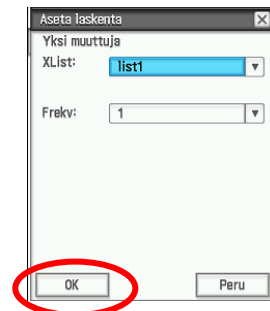 Aseta laskenta
Yksi muuttuja
XList: list1
Frekv: 1
OK Peru